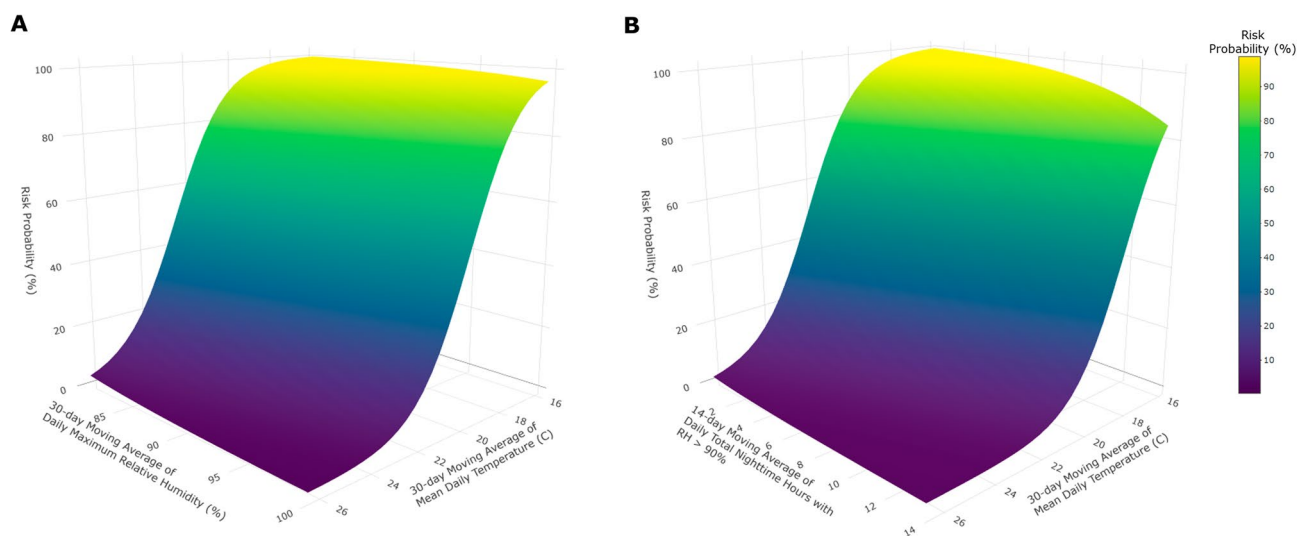 A
100
80
60
40
20
0
Risk Probability (%)
85
90
95
100
30-day Moving Average of
Daily Maximum Relative Humidity (%)
16
18
20
22
24
26
30-day Moving Average of
Mean Daily Temperature (C)
B
100
80
60
40
20
0
Risk Probability (%)
2
4
6
8
10
12
14
14-day Moving Average of
Daily Total Nighttime Hours with
RH > 90%
16
18
20
22
24
26
30-day Moving Average of
Mean Daily Temperature (C)
Risk
Probability (%)
90
80
70
60
50
40
30
20
10